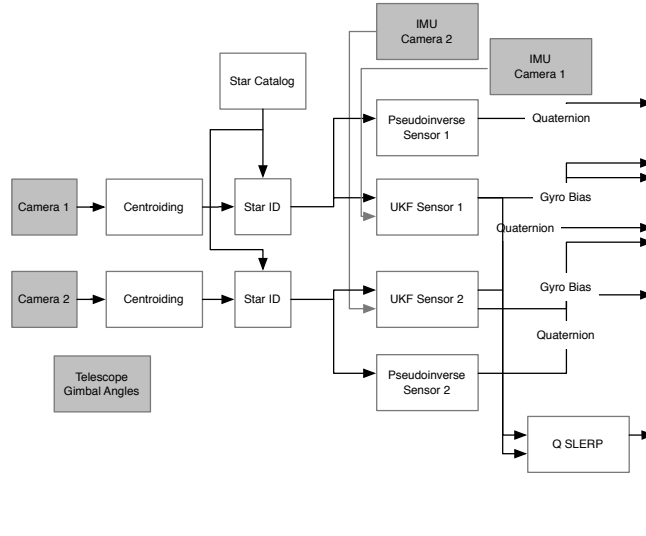 IMU
Camera 2
IMU
Camera 1
Star Catalog
Pseudoinverse
Sensor 1
Quaternion
Camera 1
Centroiding
Star ID
UKF Sensor 1
Gyro Bias
Quaternion
Camera 2
Centroiding
Star ID
UKF Sensor 2
Gyro Bias
Quaternion
Telescope
Gimbal Angles
Pseudoinverse
Sensor 2
Q SLERP